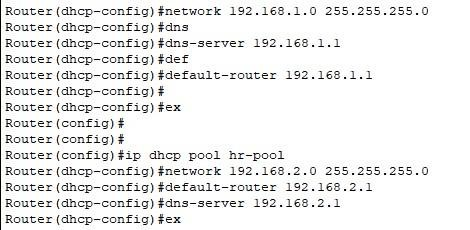 Router(dhcp-config)#network 192.168.1.0 255.255.255.0
Router(dhcp-config)#dns
Router(dhcp-config)#dns-server 192.168.1.1
Router(dhcp-config)#def
Router(dhcp-config)#default-router 192.168.1.1
Router(dhcp-config)#
Router(dhcp-config)#ex
Router(config)#
Router(config)#
Router(config)#ip dhcp pool hr-pool
Router(dhcp-config)#network 192.168.2.0 255.255.255.0
Router(dhcp-config)#default-router 192.168.2.1
Router(dhcp-config)#dns-server 192.168.2.1
Router(dhcp-config)#ex